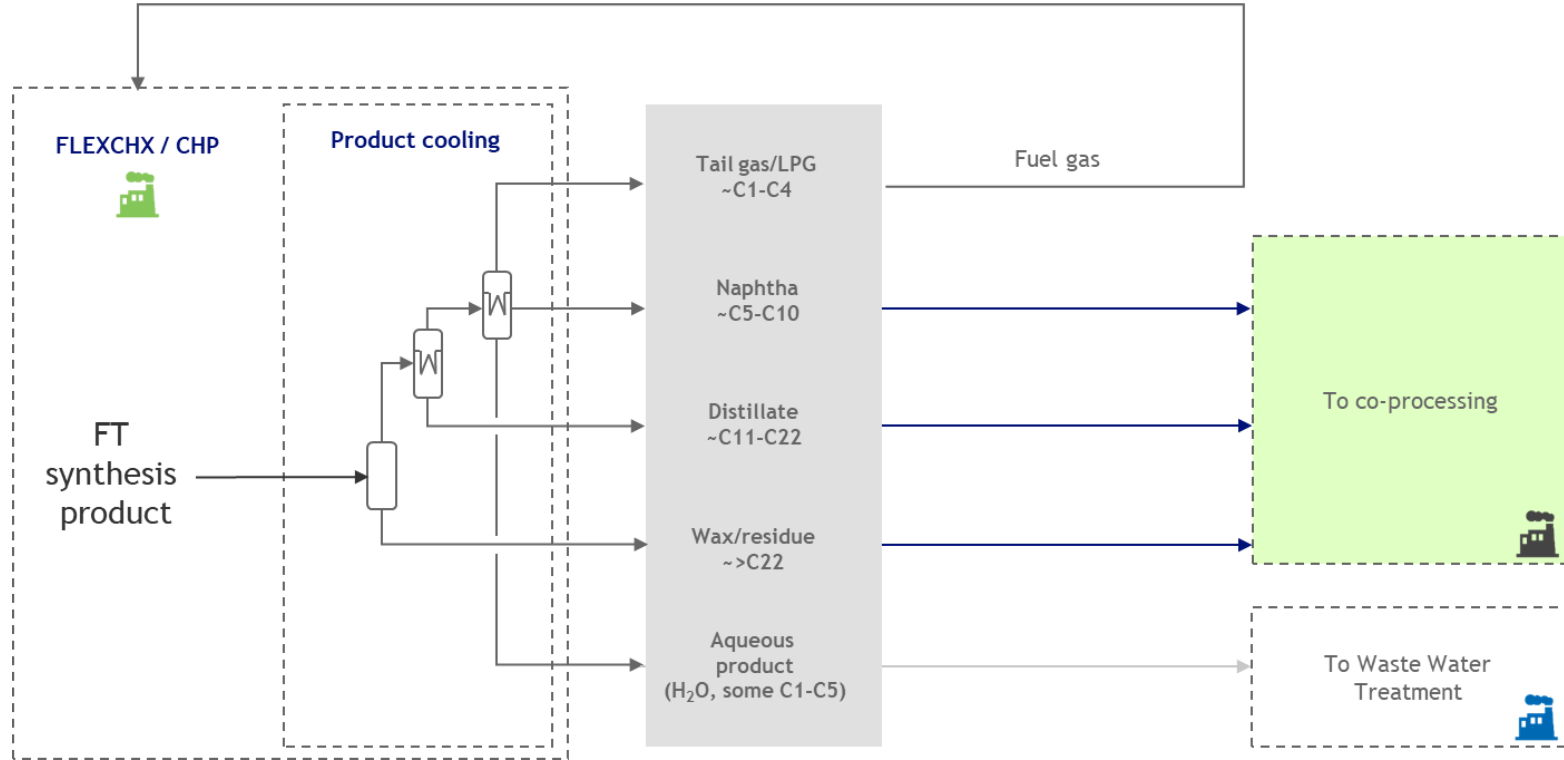 FLEXCHX / CHP
Product cooling
FT
synthesis
product
Tail gas/LPG
~C1-C4
Naphtha
~C5-C10
Distillate
~C11-C22
Wax/residue
~>C22
Aqueous
product
(H₂O, some C1-C5)
Fuel gas
To co-processing
To Waste Water
Treatment